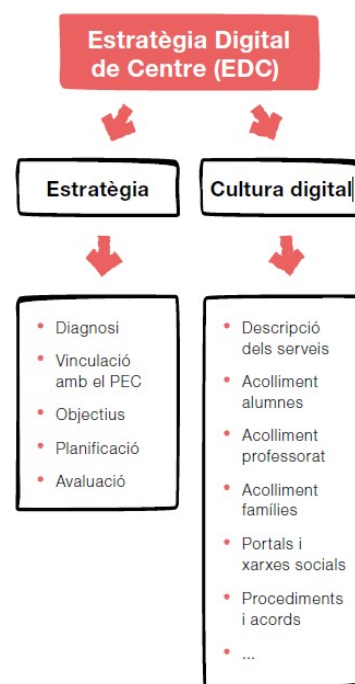 Estratègia Digital
de Centre (EDC)
Estratègia
Cultura digital
• Diagnosi
• Vinculació
amb el PEC
• Objectius
• Planificació
• Avaluació
• Descripció
dels serveis
• Acolliment
alumnes
• Acolliment
professorat
• Acolliment
famílies
• Portals i
xarxes socials
• Procediments
i acords
• ...